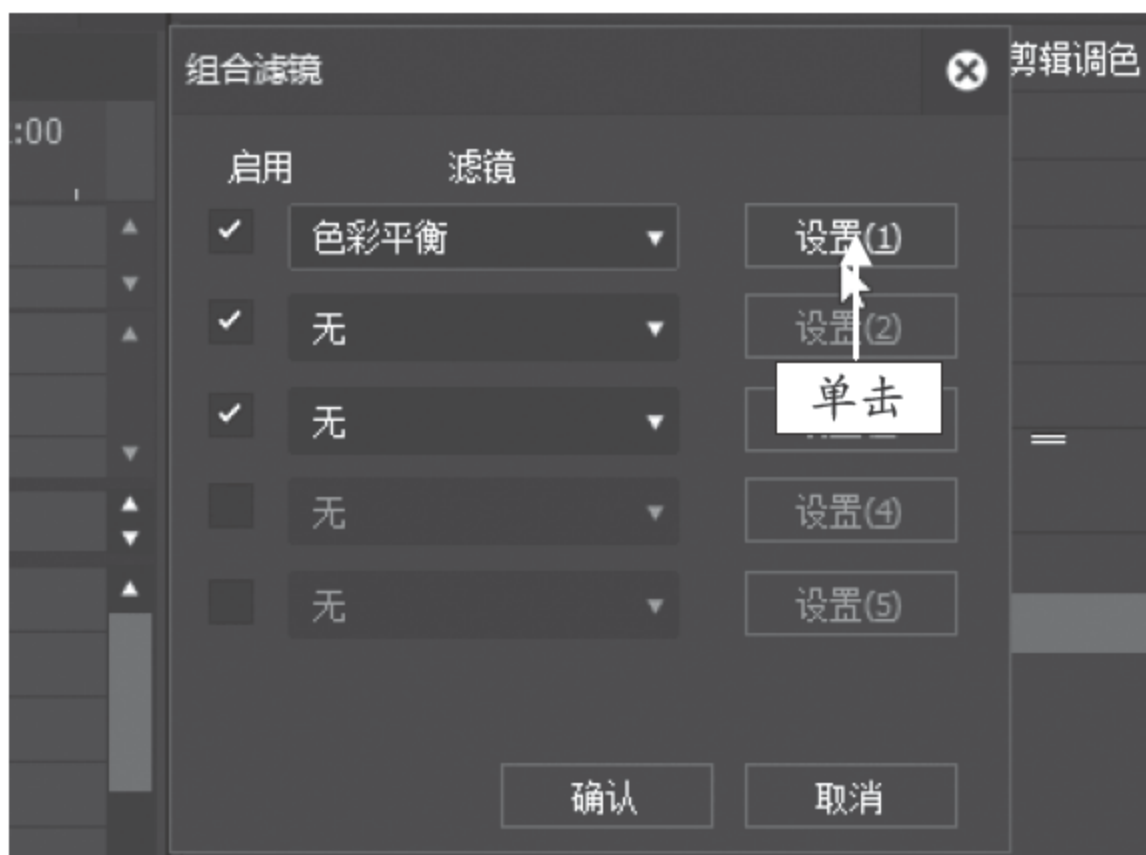 组合滤镜
剪辑调色
:00
启用 滤镜
色彩平衡 设置(1)
无 设置(2)
单击
无
无 设置(4)
无 设置(5)
确认 取消